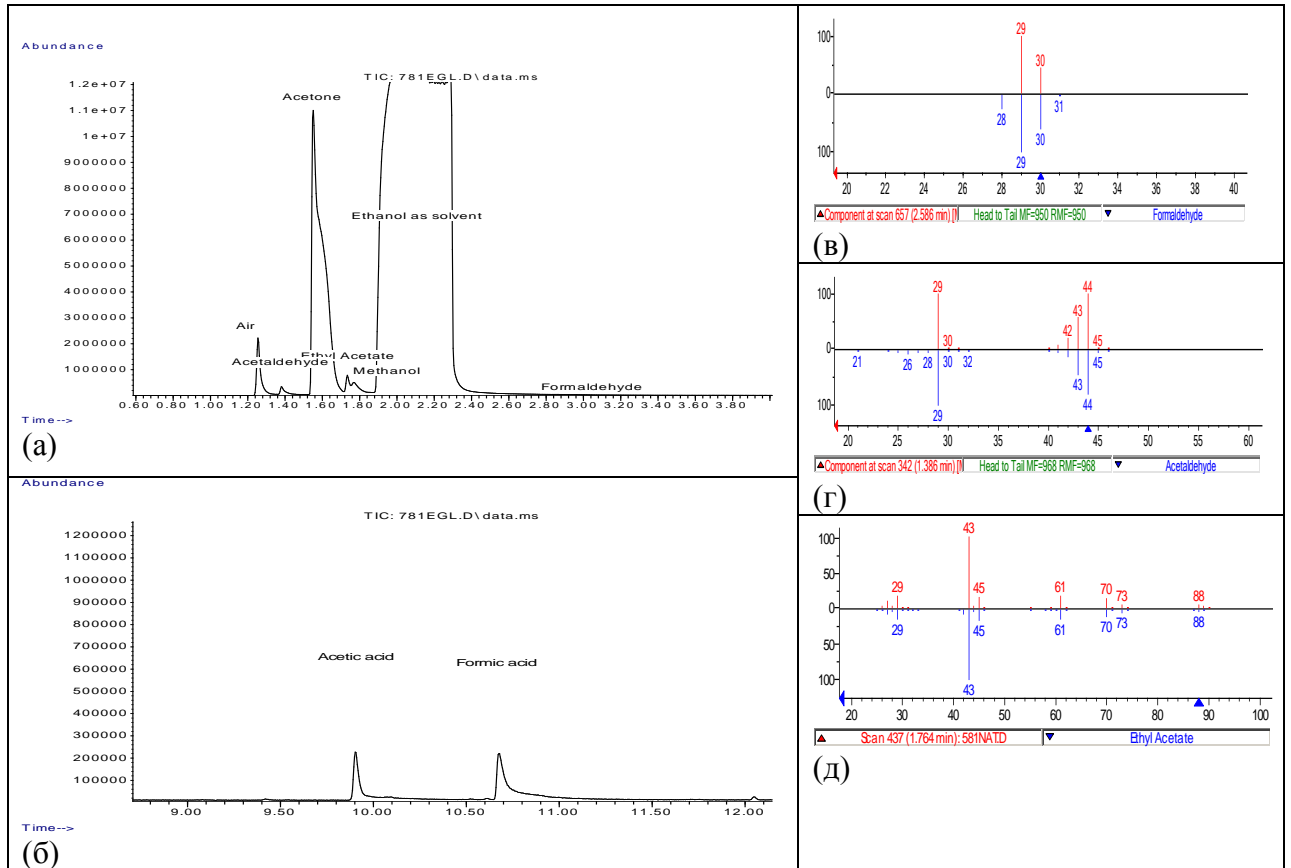 Abundance
TIC: 781EGL.D\data.ms
1.2e+07
1.1e+07
1e+07
9000000
8000000
7000000
6000000
5000000
4000000
3000000
2000000
1000000
Acetone
Ethanol as solvent
Air
Acetaldehyde
Ethyl Acetate
Methanol
Formaldehyde
0.60 0.80 1.00 1.20 1.40 1.60 1.80 2.00 2.20 2.40 2.60 2.80 3.00 3.20 3.40 3.60 3.80
Time-->
(а)
Abundance
TIC: 781EGL.D\data.ms
1200000
1100000
1000000
900000
800000
700000
600000
500000
400000
300000
200000
100000
Acetic acid
Formic acid
9.00 9.50 10.00 10.50 11.00 11.50 12.00
Time-->
(б)
100
50
0
50
100
29
30
28
31
30
29
20 22 24 26 28 30 32 34 36 38 40
Component at scan 657 (2.586 min) [M
Head to Tail MF=950 RMF=950
Formaldehyde
(в)
100
50
0
50
100
29
44
43
42
30
45
21
26
28
30
32
45
43
29
44
20 25 30 35 40 45 50 55 60
Component at scan 342 (1.386 min) [M
Head to Tail MF=968 RMF=968
Acetaldehyde
(г)
100
50
0
50
100
43
29
45
61
70
73
88
29
45
61
70
73
88
43
20 30 40 50 60 70 80 90 100
Scan 437 (1.764 min): 581NAT.D
Ethyl Acetate
(д)